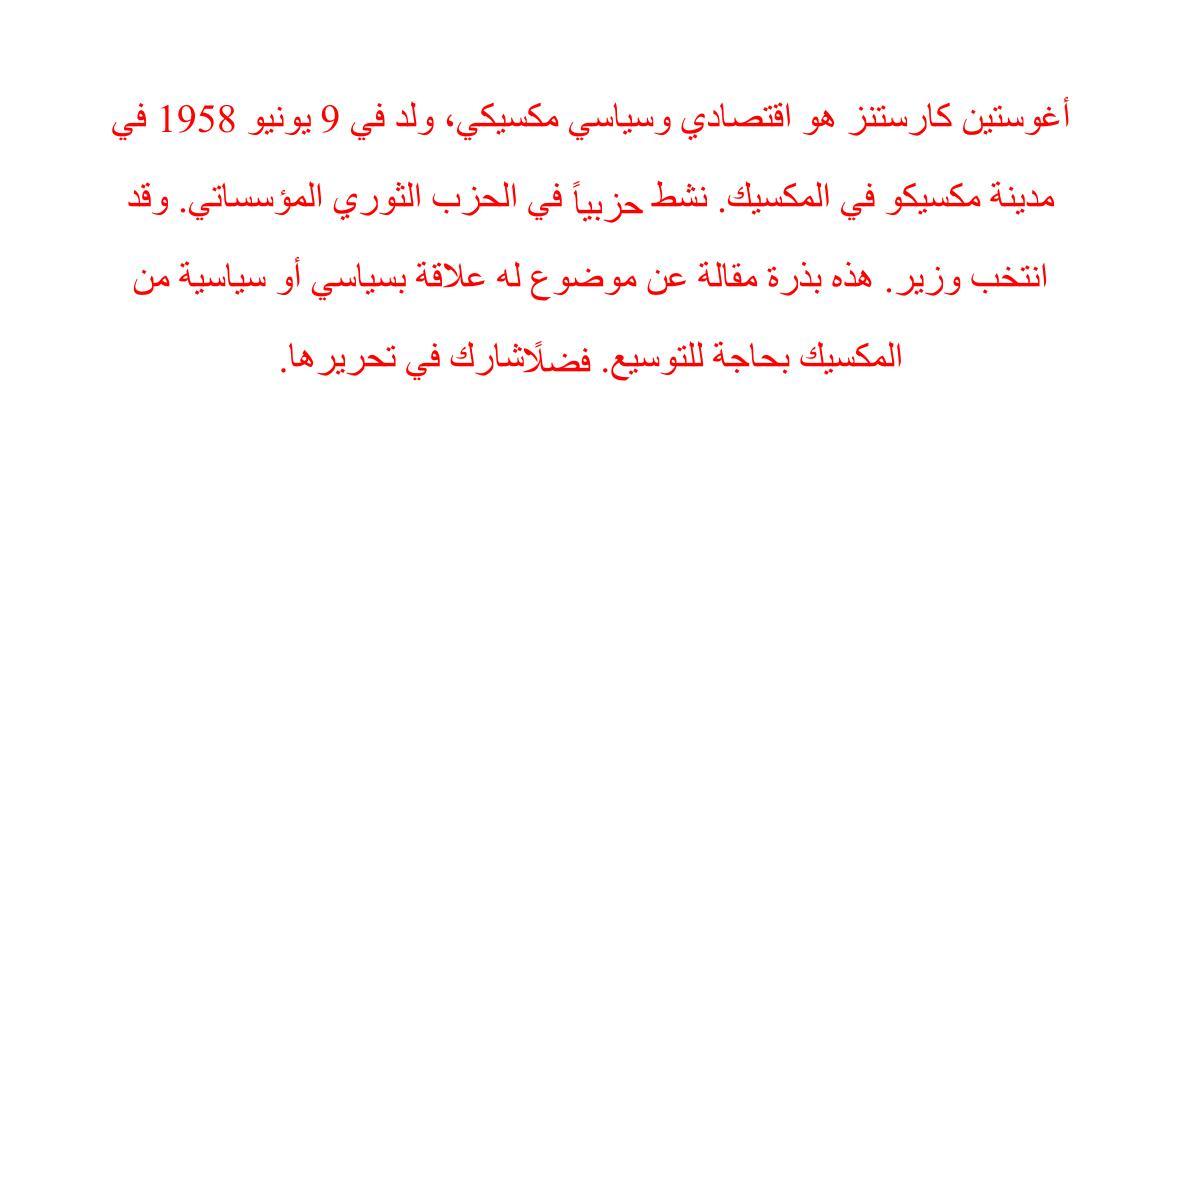 أغوستين كارستنز هو اقتصادي وسياسي مكسيكي، ولد في 9 يونيو 1958 في
مدينة مكسيكو في المكسيك. نشط حزبياً في الحزب الثوري المؤسساتي. وقد
انتخب وزير. هذه بذرة مقالة عن موضوع له علاقة بسياسي أو سياسية من
المكسيك بحاجة للتوسيع. فضلًاشارك في تحريرها.